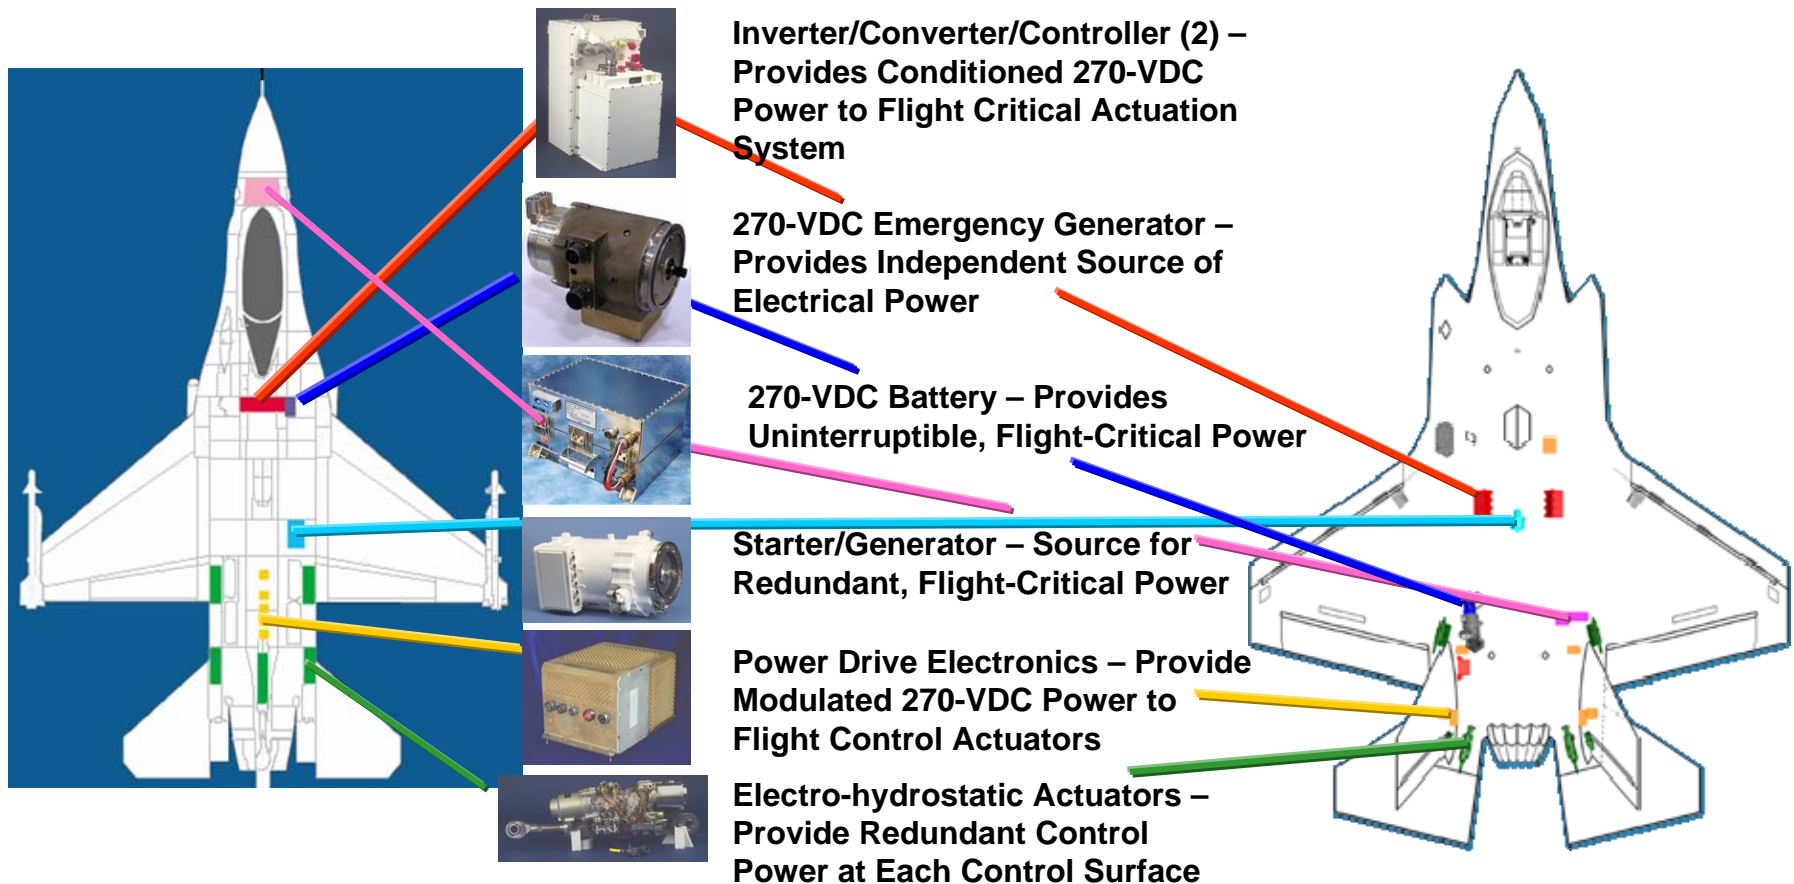 Inverter/Converter/Controller (2) –
Provides Conditioned 270-VDC
Power to Flight Critical Actuation
System
270-VDC Emergency Generator –
Provides Independent Source of
Electrical Power
270-VDC Battery – Provides
Uninterruptible, Flight-Critical Power
Starter/Generator – Source for
Redundant, Flight-Critical Power
Power Drive Electronics – Provide
Modulated 270-VDC Power to
Flight Control Actuators
Electro-hydrostatic Actuators –
Provide Redundant Control
Power at Each Control Surface